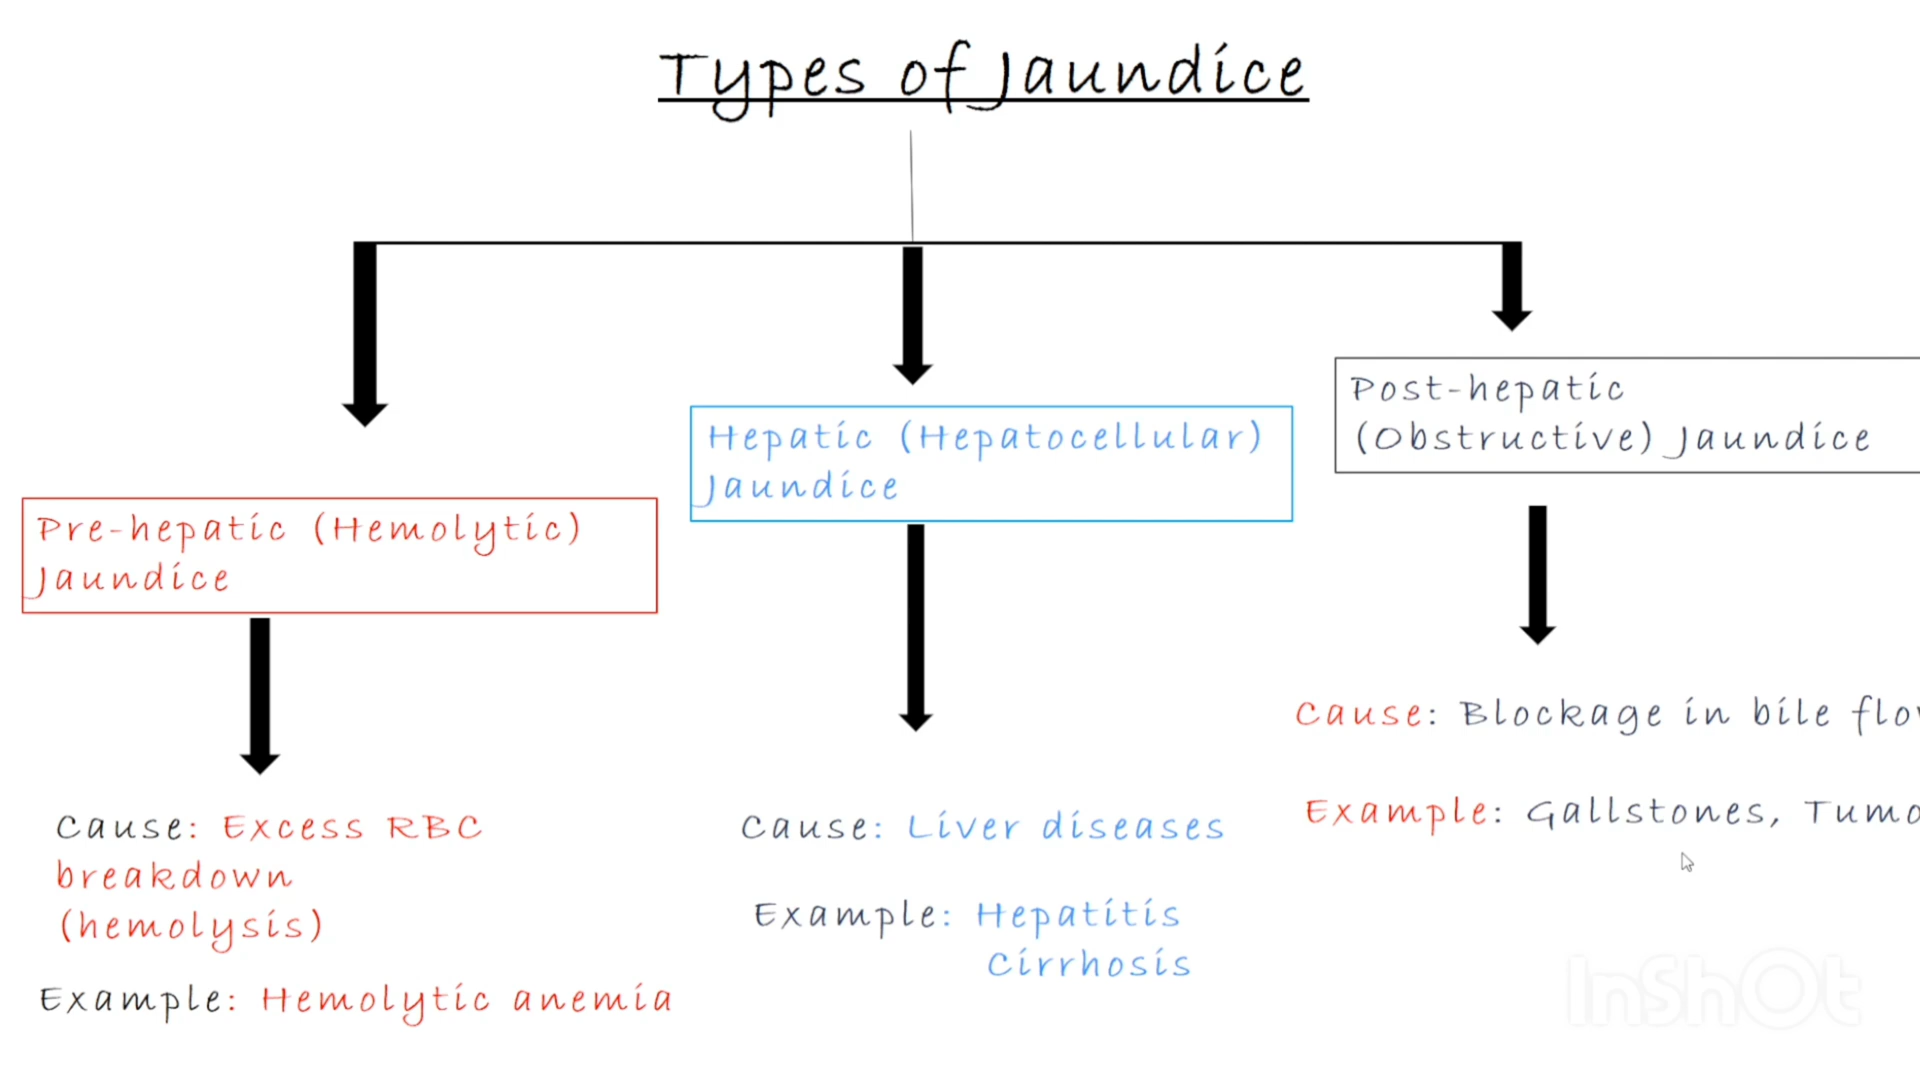 Types of Jaundice
Pre-hepatic (Hemolytic)
Jaundice
Cause: Excess RBC
breakdown
(hemolysis)
Example: Hemolytic anemia
Hepatic (Hepatocellular)
Jaundice
Cause: Liver diseases
Example: Hepatitis
Cirrhosis
Post-hepatic
(Obstructive) Jaundice
Cause: Blockage in bile
Example: Gallstones,
InShOt